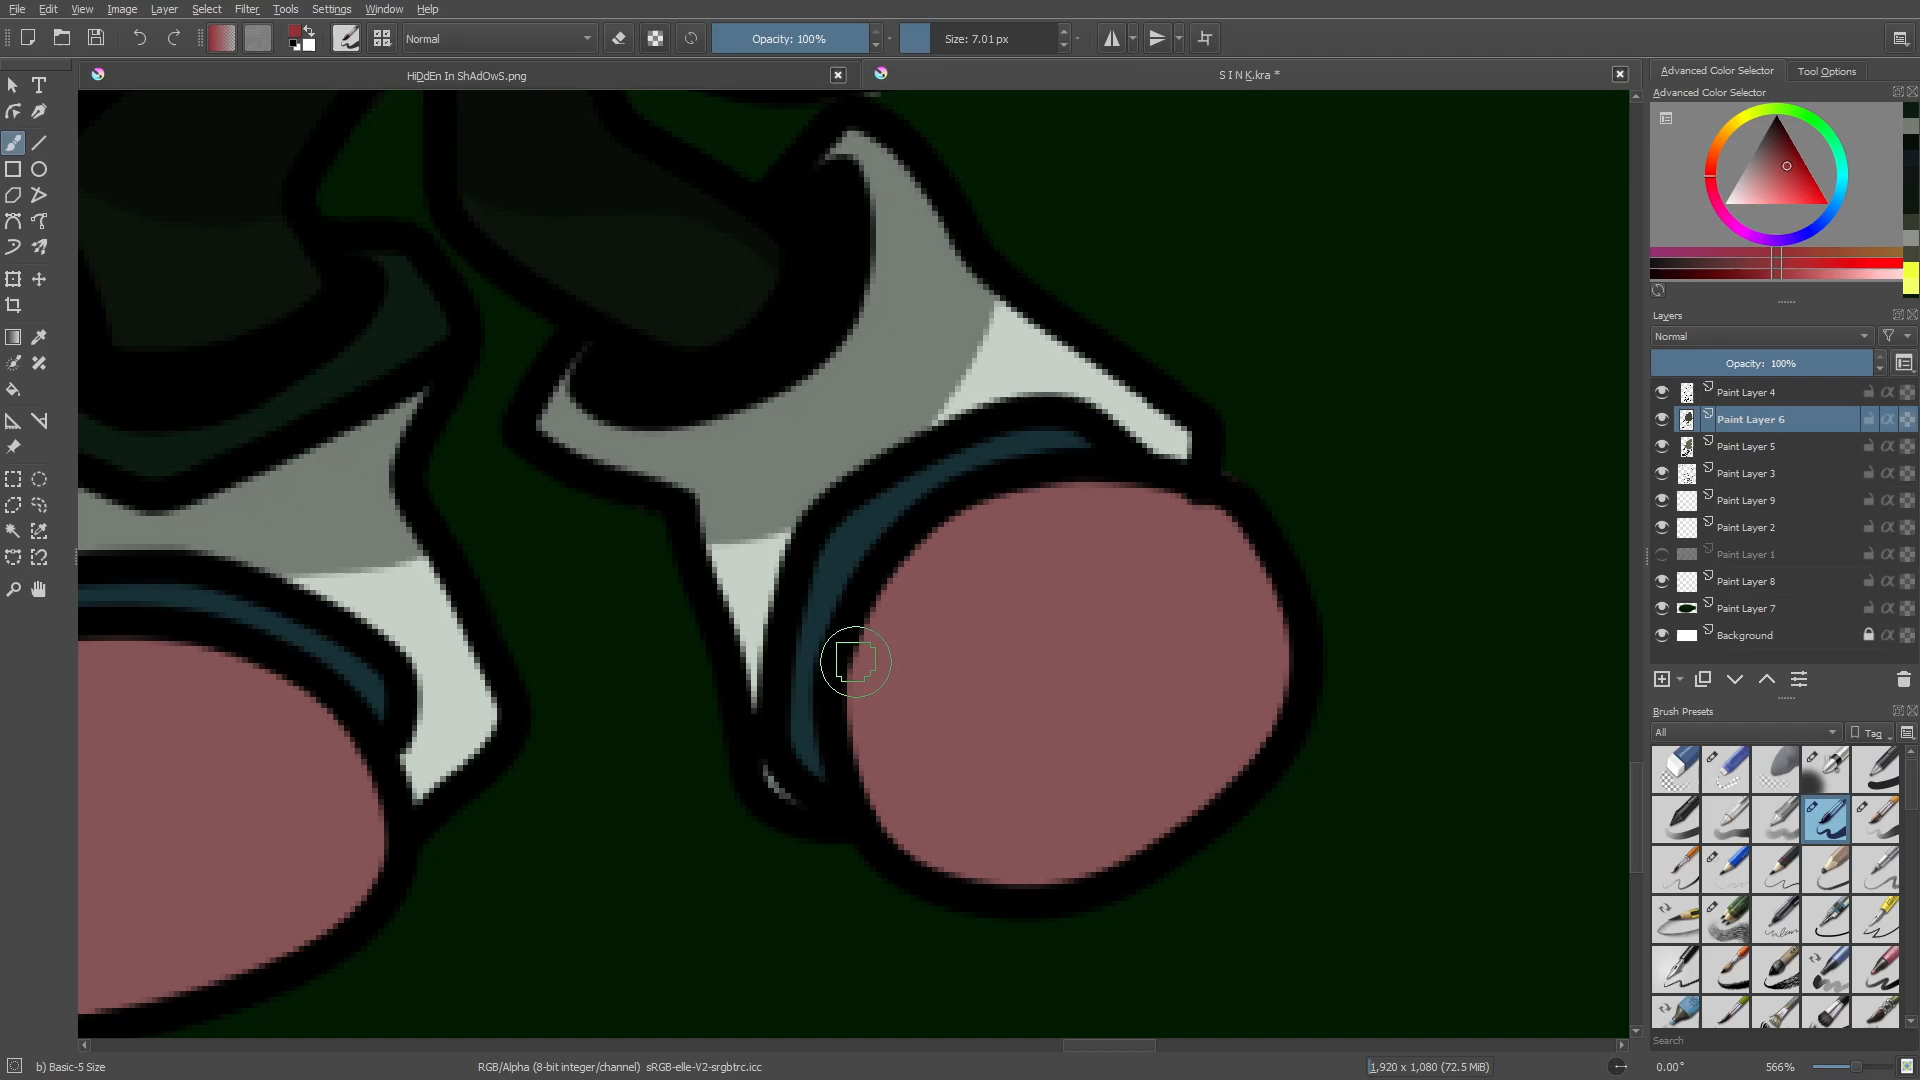 File Edit View Image Layer Select Filter Tools Settings Window Help
Normal
Opacity: 100%
Size: 7.01 px
HiDdEn In ShAdOwS.png
S I N K.kra *
Advanced Color Selector
Tool Options
Advanced Color Selector
Layers
Normal
Opacity: 100%
Paint Layer 4
Paint Layer 6
Paint Layer 5
Paint Layer 3
Paint Layer 9
Paint Layer 2
Paint Layer 1
Paint Layer 8
Paint Layer 7
Background
Brush Presets
All
Tag
Search
b) Basic-5 Size
RGB/Alpha (8-bit integer/channel) sRGB-elle-V2-srgbtrc.icc
1,920 x 1,080 (72.5 MiB)
0.00°
566%